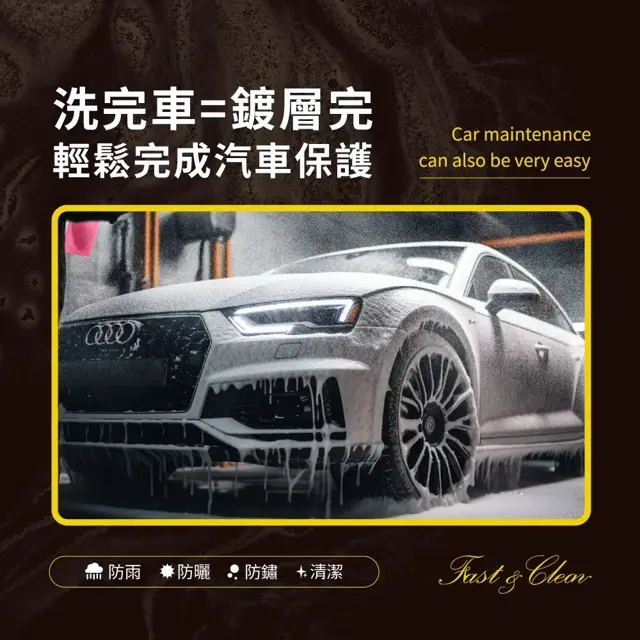 洗完車=鍍層完
輕鬆完成汽車保護
Car maintenance
can also be very easy
防雨 防曬 防鏽 清潔
Fast & Clean